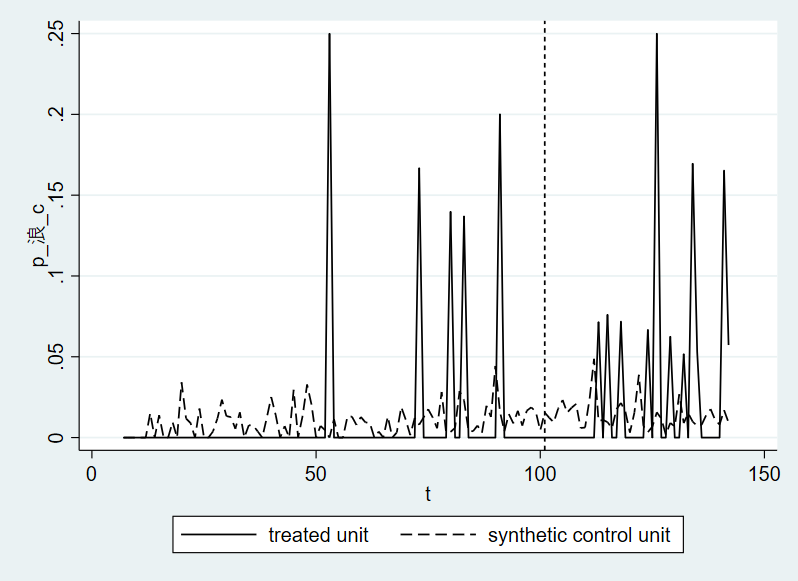 .25
.2
.15
.1
.05
0
p_浪_c
0
50
100
150
t
treated unit
synthetic control unit